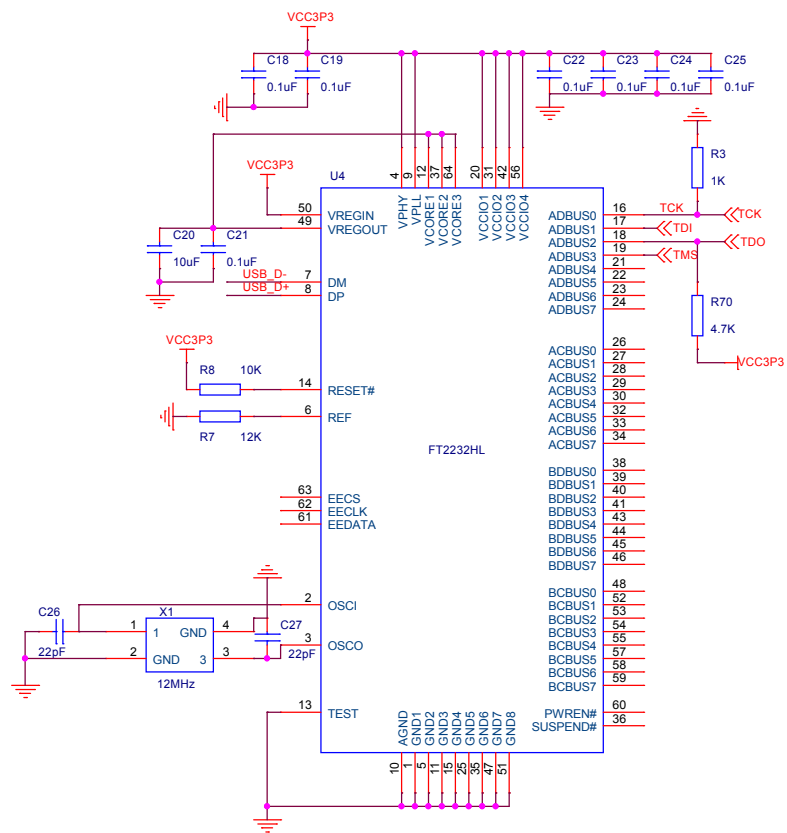 VCC3P3
C18 C19 C22 C23 C24 C25
0.1uF 0.1uF 0.1uF 0.1uF 0.1uF 0.1uF
VCC3P3
U4
4 9 12 37 64 20 31 42 56
VPHY VPLL VCORE1 VCORE2 VCORE3 VCCIO1 VCCIO2 VCCIO3 VCCIO4
R3
1K
50 VREGIN
49 VREGOUT
C20 C21
10uF 0.1uF
USB_D- 7 DM
USB_D+ 8 DP
VCC3P3
R8 10K 14 RESET#
R7 12K 6 REF
FT2232HL
63 EECS
62 EECLK
61 EEDATA
2 OSCI
3 OSCO
C26
22pF
X1
1 1 GND 4
2 GND 3 3
12MHz
C27
22pF
13 TEST
ADBUS0 16 TCK TCK
ADBUS1 17 TDI
ADBUS2 18 TDO
ADBUS3 19 TMS
ADBUS4 21
ADBUS5 22
ADBUS6 23
ADBUS7 24
R70
4.7K
VCC3P3
ACBUS0 26
ACBUS1 27
ACBUS2 28
ACBUS3 29
ACBUS4 30
ACBUS5 32
ACBUS6 33
ACBUS7 34
BDBUS0 38
BDBUS1 39
BDBUS2 40
BDBUS3 41
BDBUS4 43
BDBUS5 44
BDBUS6 45
BDBUS7 46
BCBUS0 48
BCBUS1 52
BCBUS2 53
BCBUS3 54
BCBUS4 55
BCBUS5 57
BCBUS6 58
BCBUS7 59
PWREN# 60
SUSPEND# 36
AGND GND1 GND2 GND3 GND4 GND5 GND6 GND7 GND8
10 1 5 11 15 25 35 47 51